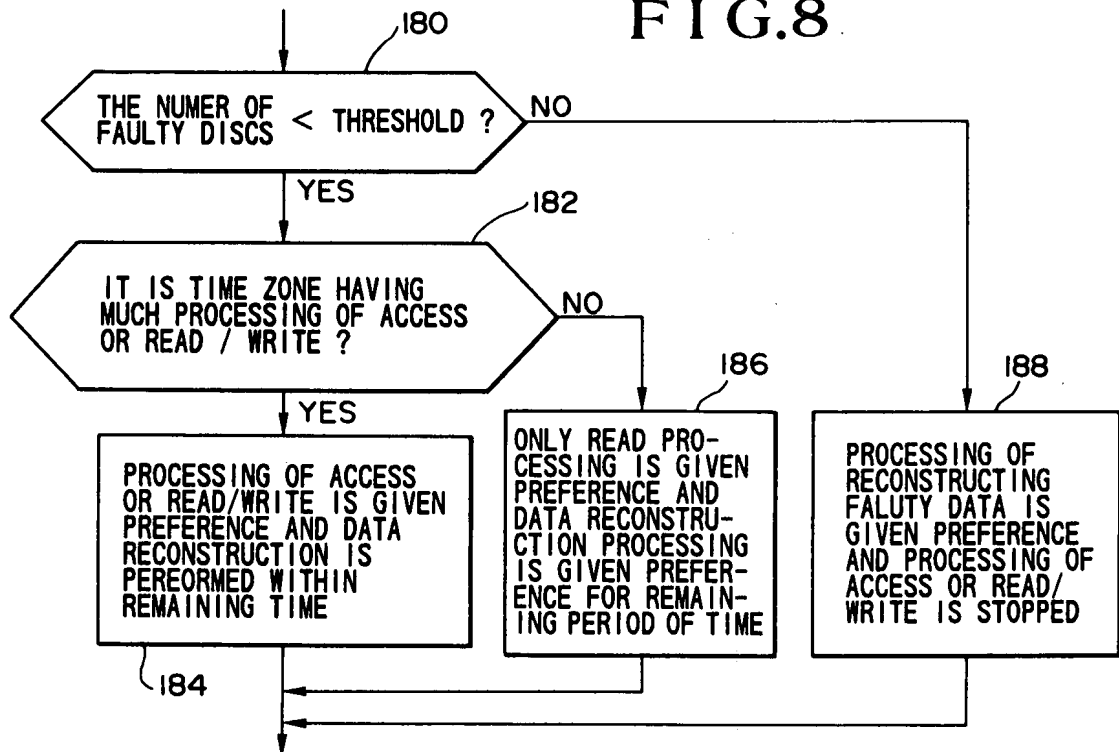 FIG.8
180
THE NUMER OF
FAULTY DISCS < THRESHOLD ?
NO
YES
182
IT IS TIME ZONE HAVING
MUCH PROCESSING OF ACCESS
OR READ / WRITE ?
NO
YES
186
188
PROCESSING OF ACCESS
OR READ/WRITE IS GIVEN
PREFERENCE AND DATA
RECONSTRUCTION IS
PEREORMED WITHIN
REMAINING TIME
184
ONLY READ PRO-
CESSING IS GIVEN
PREFERENCE AND
DATA RECONSTRU-
CTION PROCESSING
IS GIVEN PREFER-
ENCE FOR REMAIN-
ING PERIOD OF TIME
PROCESSING OF
RECONSTRUCTING
FALUTY DATA IS
GIVEN PREFERENCE
AND PROCESSING OF
ACCESS OR READ/
WRITE IS STOPPED